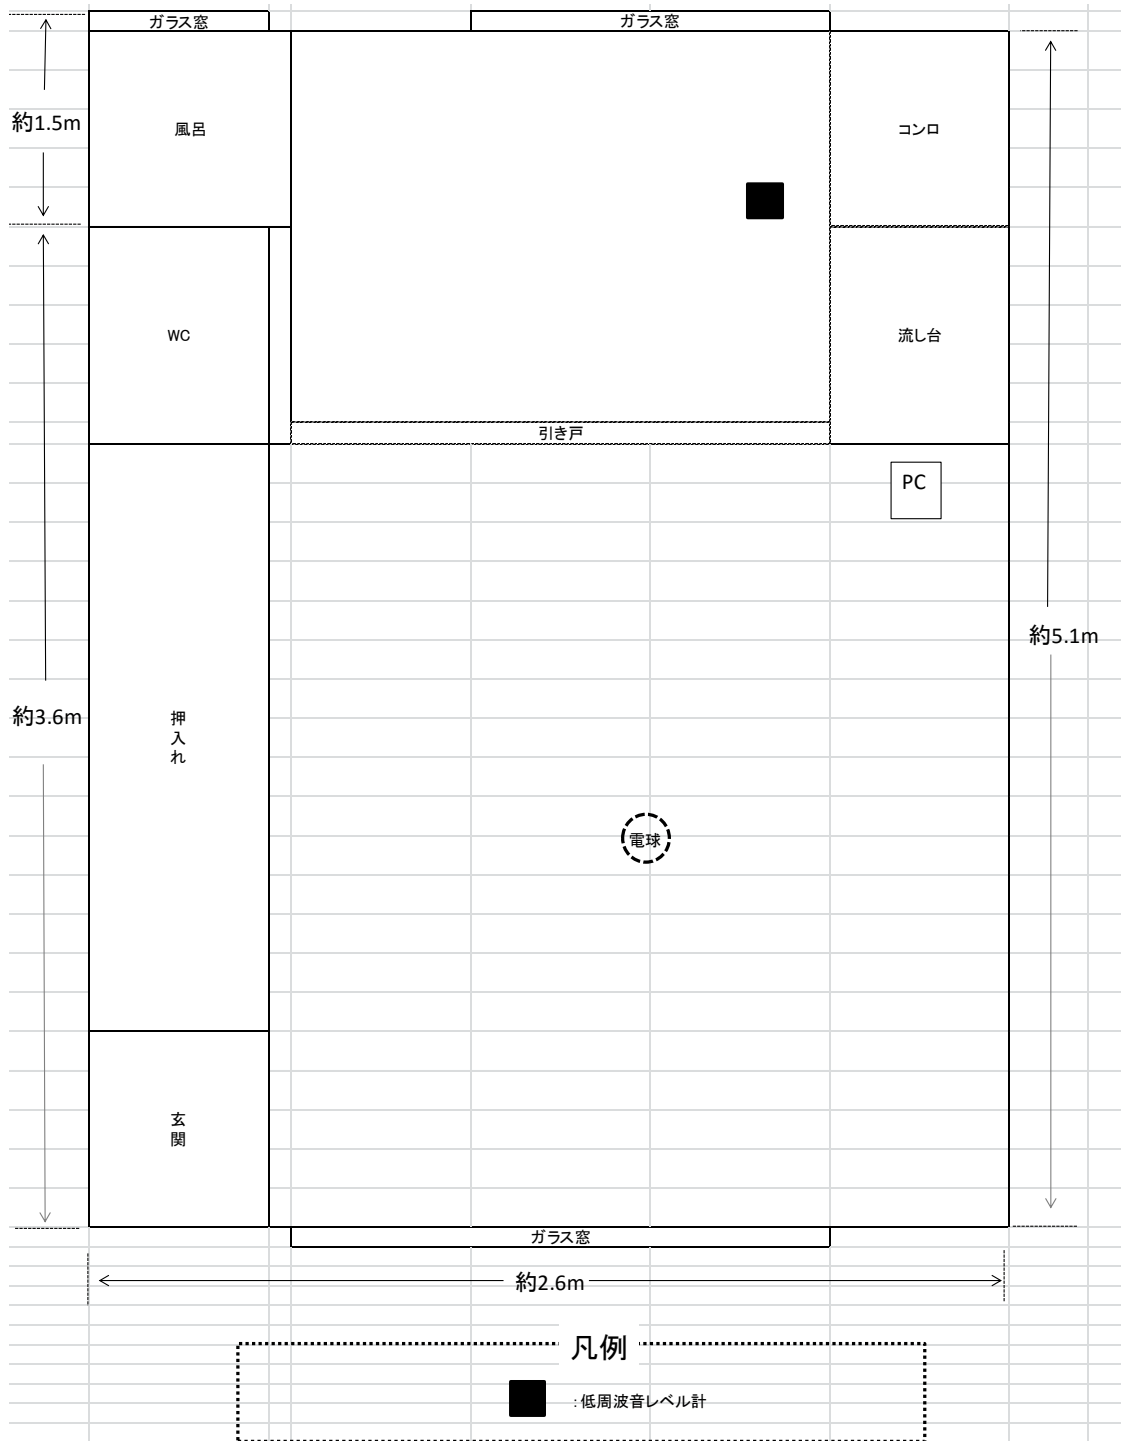 ガラス窓
ガラス窓
約1.5m
風呂
コンロ
WC
流し台
引き戸
PC
約5.1m
約3.6m
押
入
れ
電球
玄
関
ガラス窓
約2.6m
凡例
:低周波音レベル計